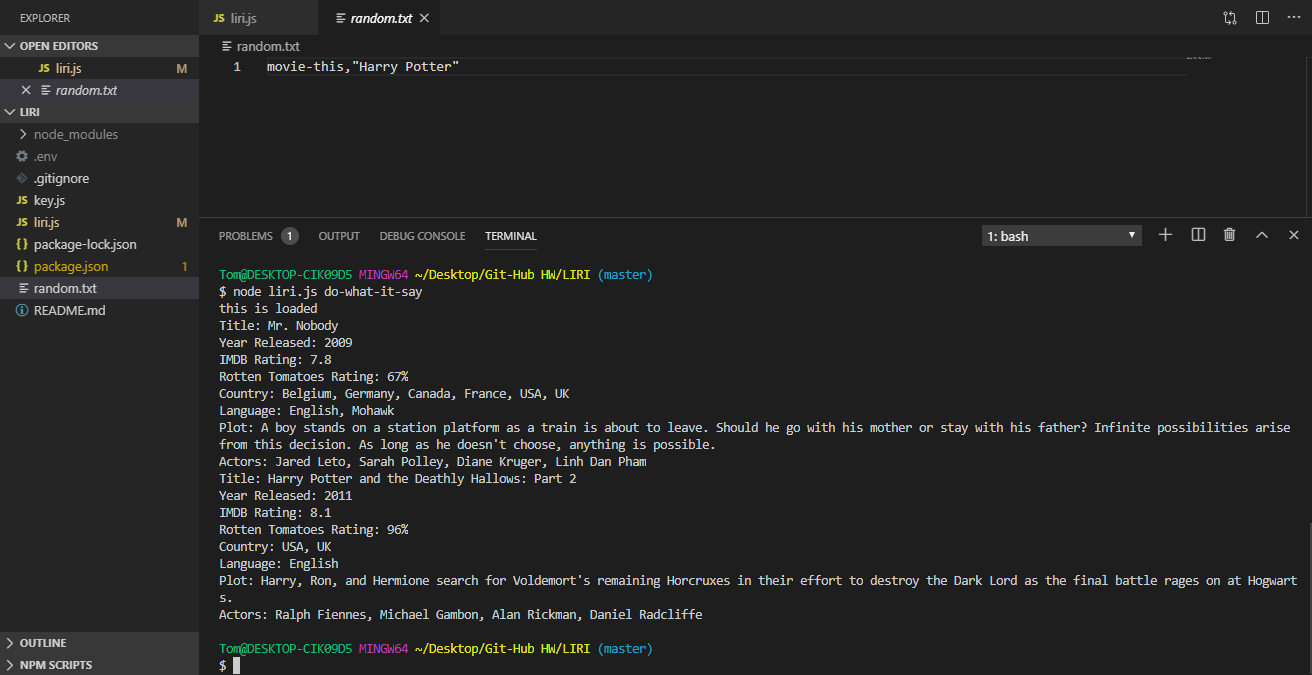 EXPLORER
JS liri.js
random.txt
OPEN EDITORS
JS liri.js M
random.txt
LIRI
node_modules
.env
.gitignore
key.js
JS liri.js M
{} package-lock.json
{} package.json 1
random.txt
README.md
OUTLINE
NPM SCRIPTS
random.txt
1 movie-this,"Harry Potter"
PROBLEMS 1 OUTPUT DEBUG CONSOLE TERMINAL 1: bash
Tom@DESKTOP-CIK09D5 MINGW64 ~/Desktop/Git-Hub HW/LIRI (master)
$ node liri.js do-what-it-say
this is loaded
Title: Mr. Nobody
Year Released: 2009
IMDB Rating: 7.8
Rotten Tomatoes Rating: 67%
Country: Belgium, Germany, Canada, France, USA, UK
Language: English, Mohawk
Plot: A boy stands on a station platform as a train is about to leave. Should he go with his mother or stay with his father? Infinite possibilities arise
from this decision. As long as he doesn't choose, anything is possible.
Actors: Jared Leto, Sarah Polley, Diane Kruger, Linh Dan Pham
Title: Harry Potter and the Deathly Hallows: Part 2
Year Released: 2011
IMDB Rating: 8.1
Rotten Tomatoes Rating: 96%
Country: USA, UK
Language: English
Plot: Harry, Ron, and Hermione search for Voldemort's remaining Horcruxes in their effort to destroy the Dark Lord as the final battle rages on at Hogwart
s.
Actors: Ralph Fiennes, Michael Gambon, Alan Rickman, Daniel Radcliffe
Tom@DESKTOP-CIK09D5 MINGW64 ~/Desktop/Git-Hub HW/LIRI (master)
$